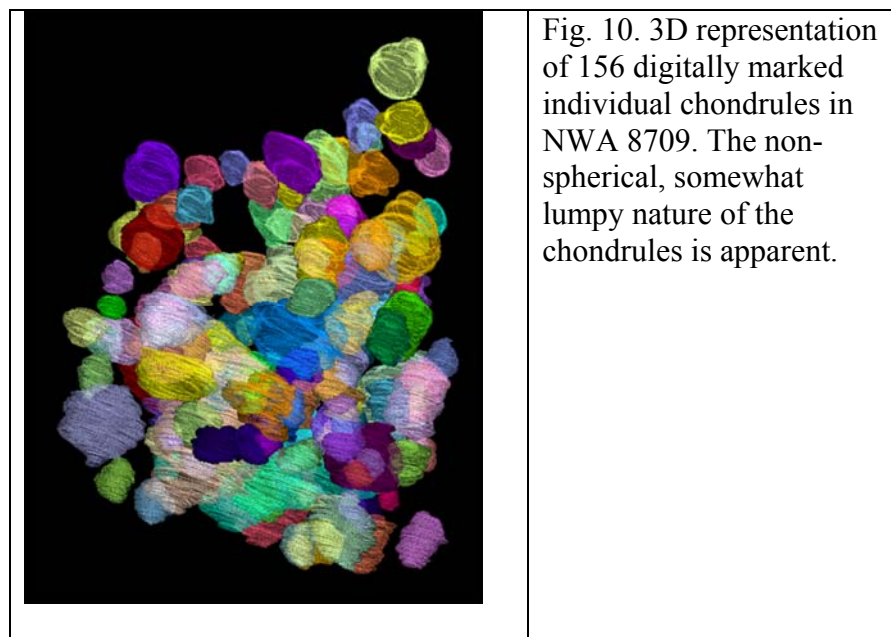 Fig. 10. 3D representation
of 156 digitally marked
individual chondrules in
NWA 8709. The non-
spherical, somewhat
lumpy nature of the
chondrules is apparent.